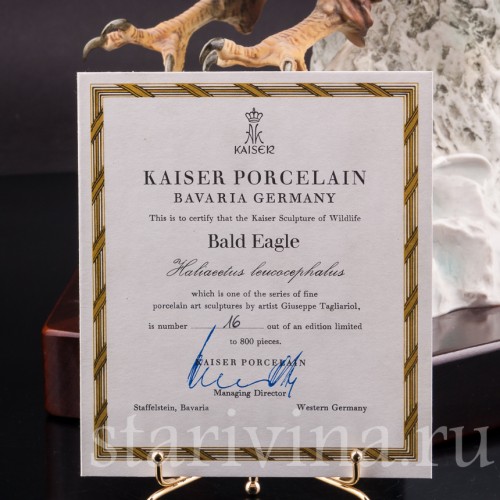 AK
KAISER
KAISER PORCELAIN
BAVARIA GERMANY
This is to certify that the Kaiser Sculpture of Wildlife
Bald Eagle
Haliaeetus leucocephalus
which is one of the series of fine
porcelain art sculptures by artist Giuseppe Tagliariol,
is number 16 out of an edition limited
to 800 pieces.
KAISER PORCELAIN
Managing Director
Staffelstein, Bavaria Western Germany
starivina.ru